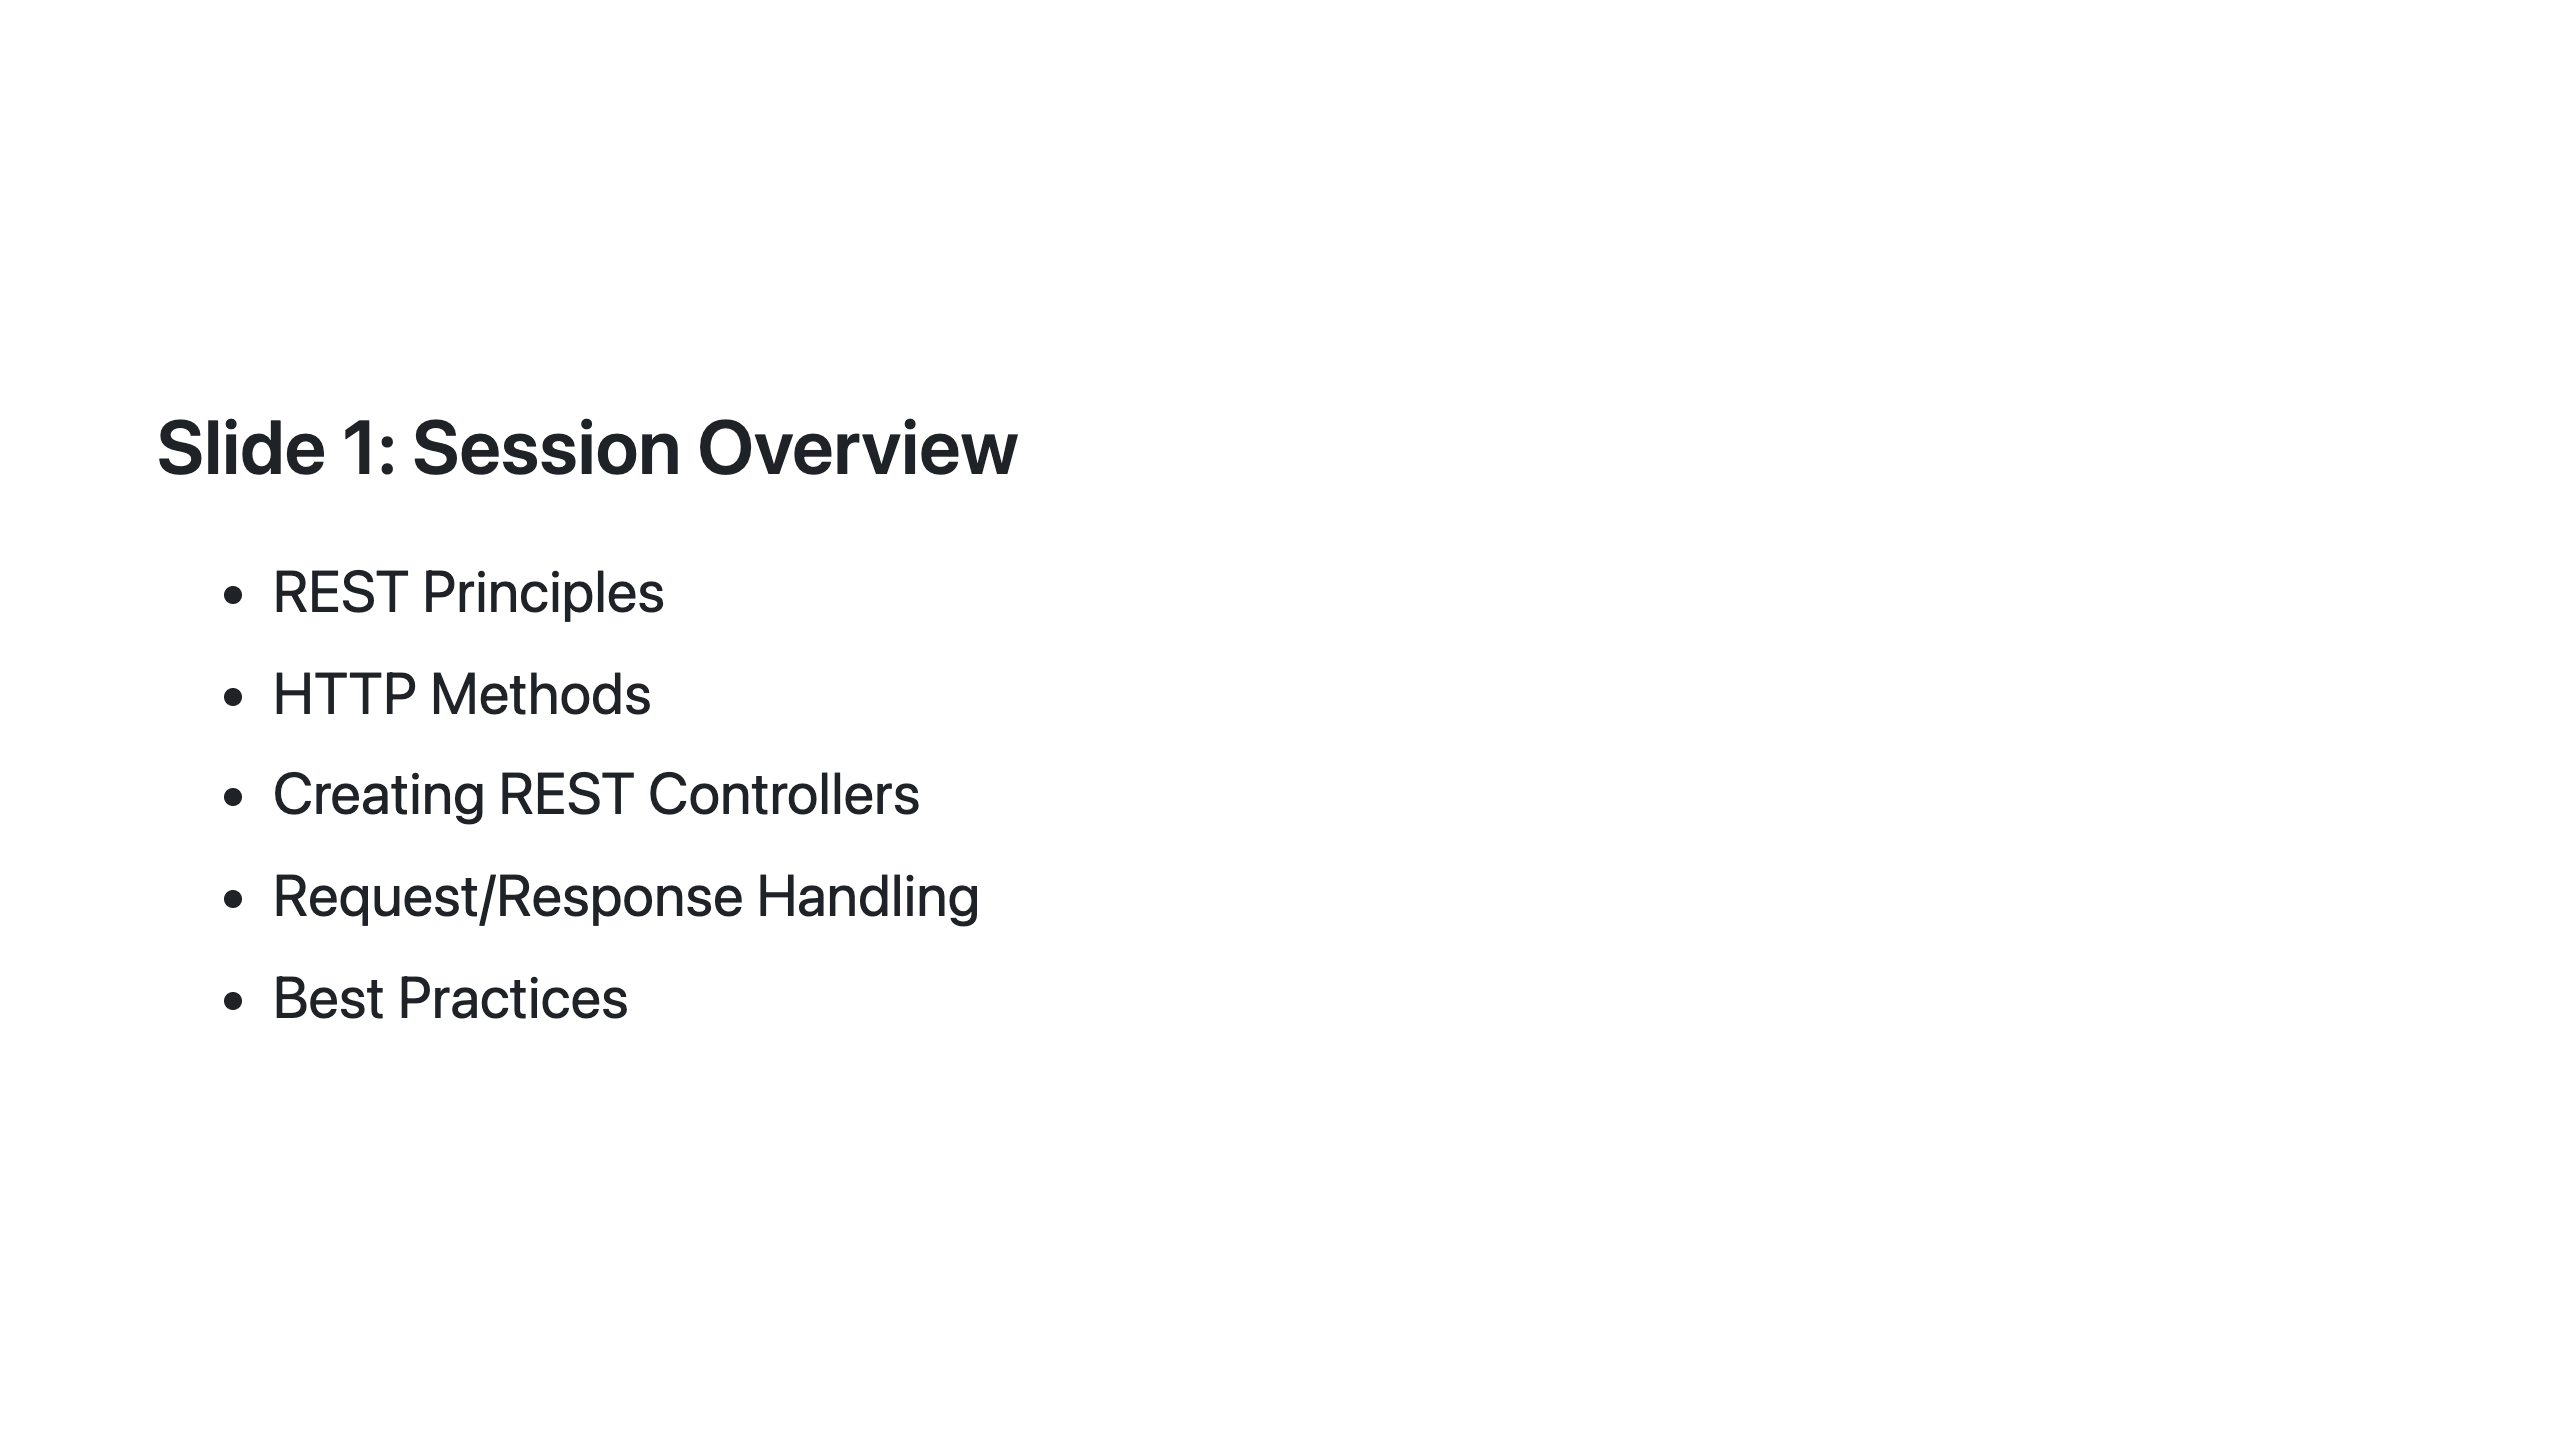 Slide 1: Session Overview
• REST Principles
• HTTP Methods
• Creating REST Controllers
• Request/Response Handling
• Best Practices